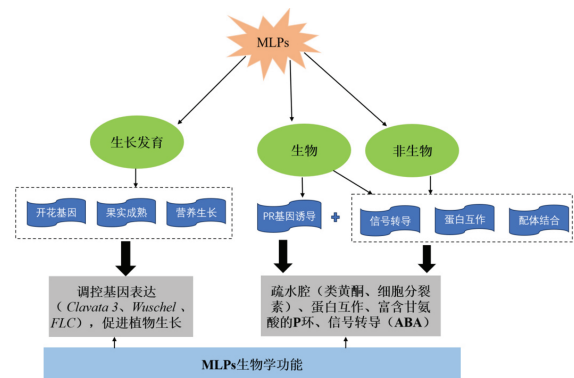 MLPs
生长发育
生物
非生物
开花基因
果实成熟
营养生长
PR基因诱导
信号转导
蛋白互作
配体结合
调控基因表达
（Clavata 3、Wuschel、
FLC），促进植物生长
疏水腔（类黄酮、细胞分裂
素）、蛋白互作、富含甘氨
酸的P环、信号转导（ABA）
MLPs生物学功能